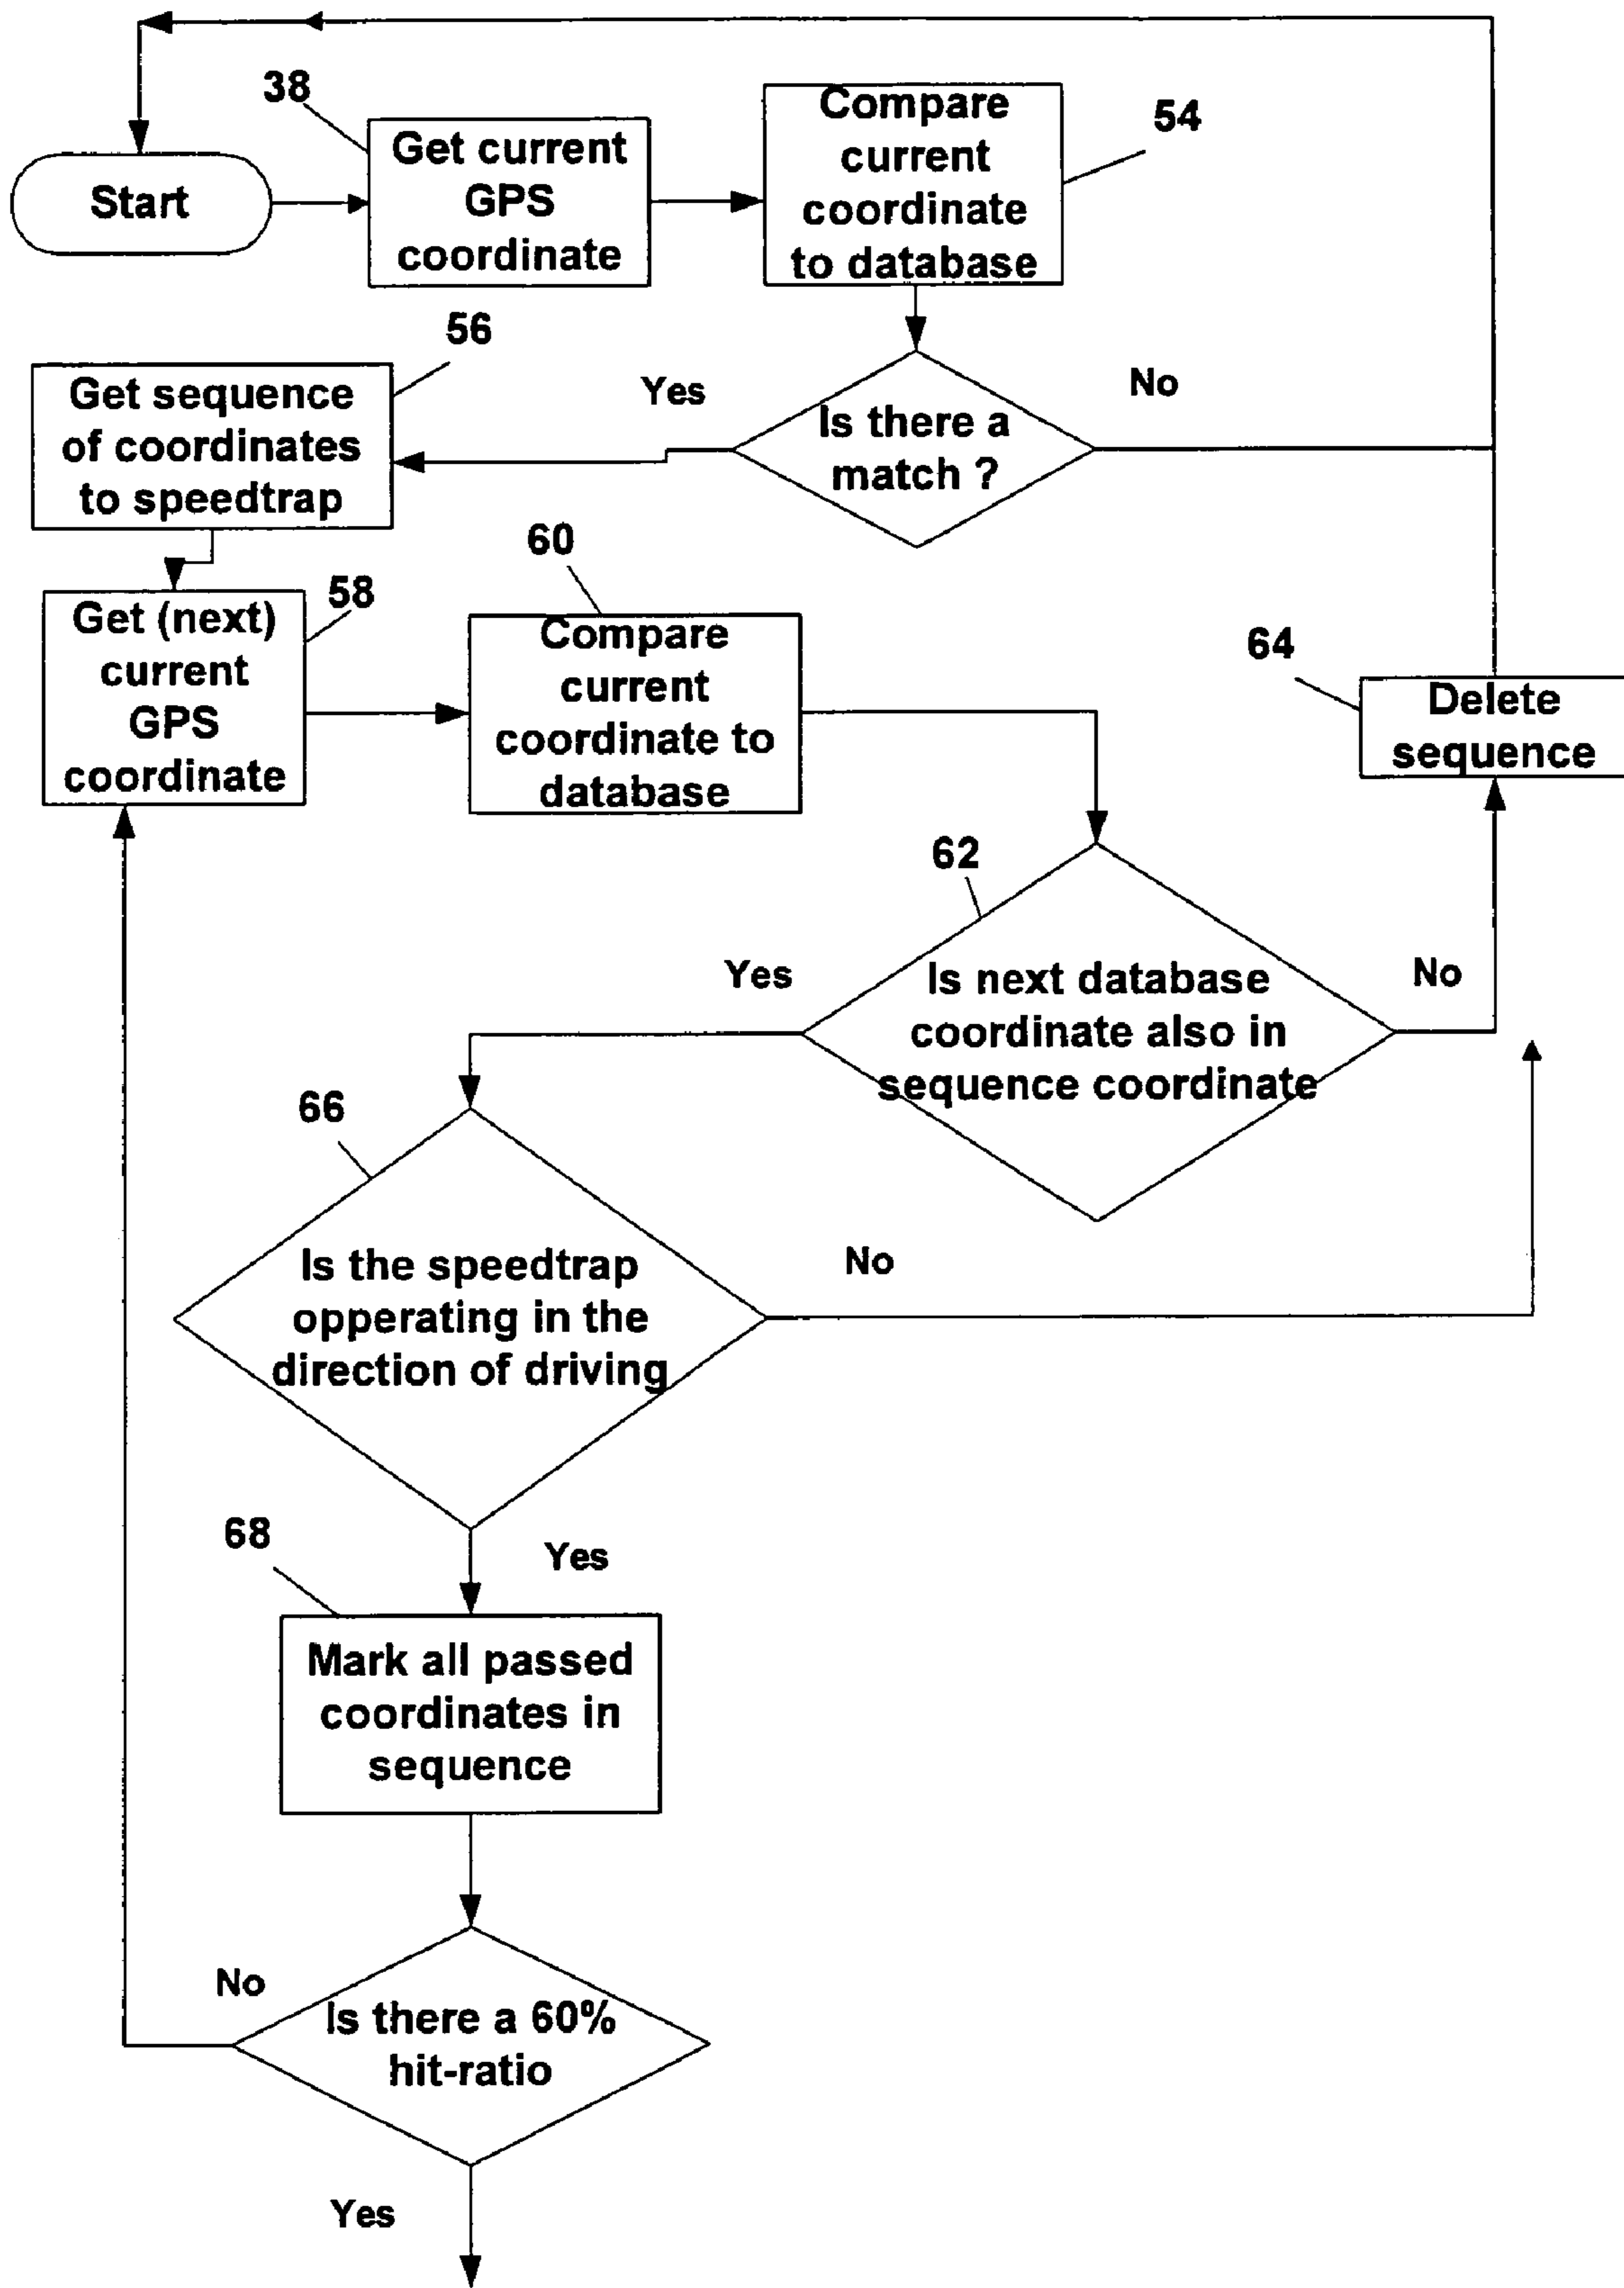 38
Get current
GPS
coordinate
Compare
current
coordinate
to database
54
Start
56
Get sequence
of coordinates
to speedtrap
Yes
Is there a
match ?
No
60
58
Get (next)
current
GPS
coordinate
Compare
current
coordinate to
database
64
Delete
sequence
62
Yes
Is next database
coordinate also in
sequence coordinate
No
66
Is the speedtrap
opperating in the
direction of driving
No
68
Yes
Mark all passed
coordinates in
sequence
No
Is there a 60%
hit-ratio
Yes